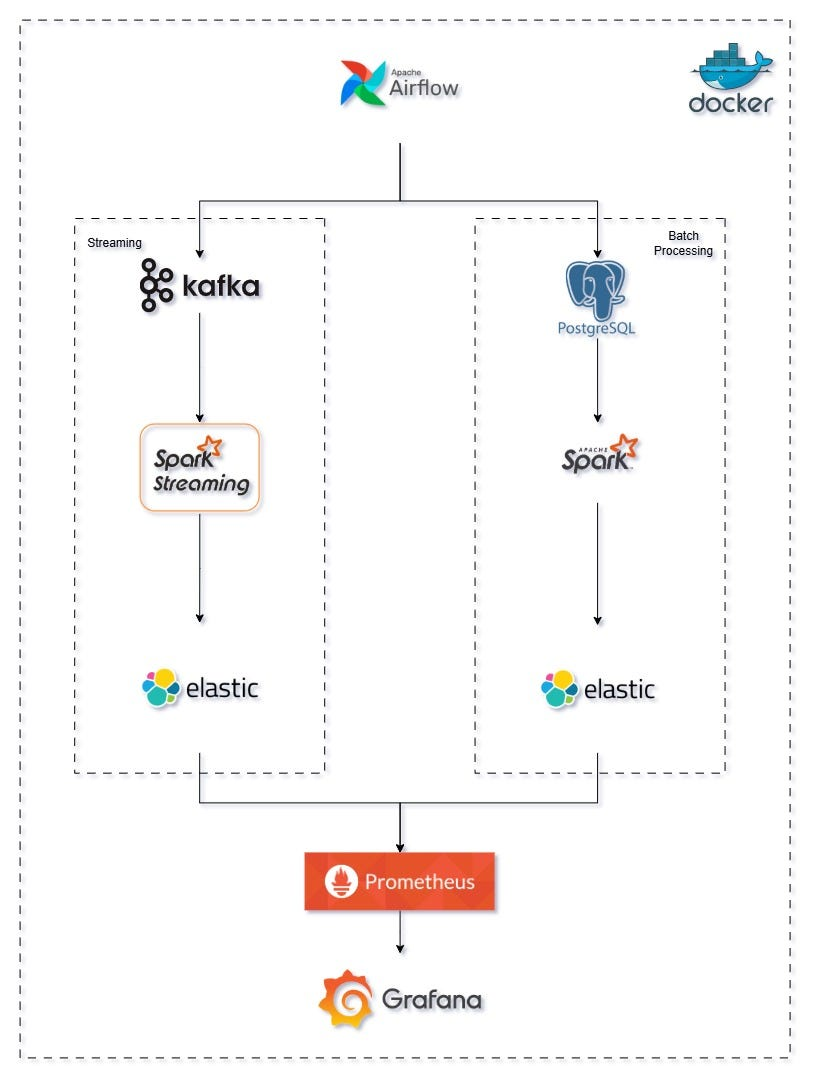 Apache
Airflow
docker
Streaming
Batch
Processing
kafka
PostgreSQL
Spark
Streaming
APACHE
Spark
elastic
elastic
Prometheus
Grafana